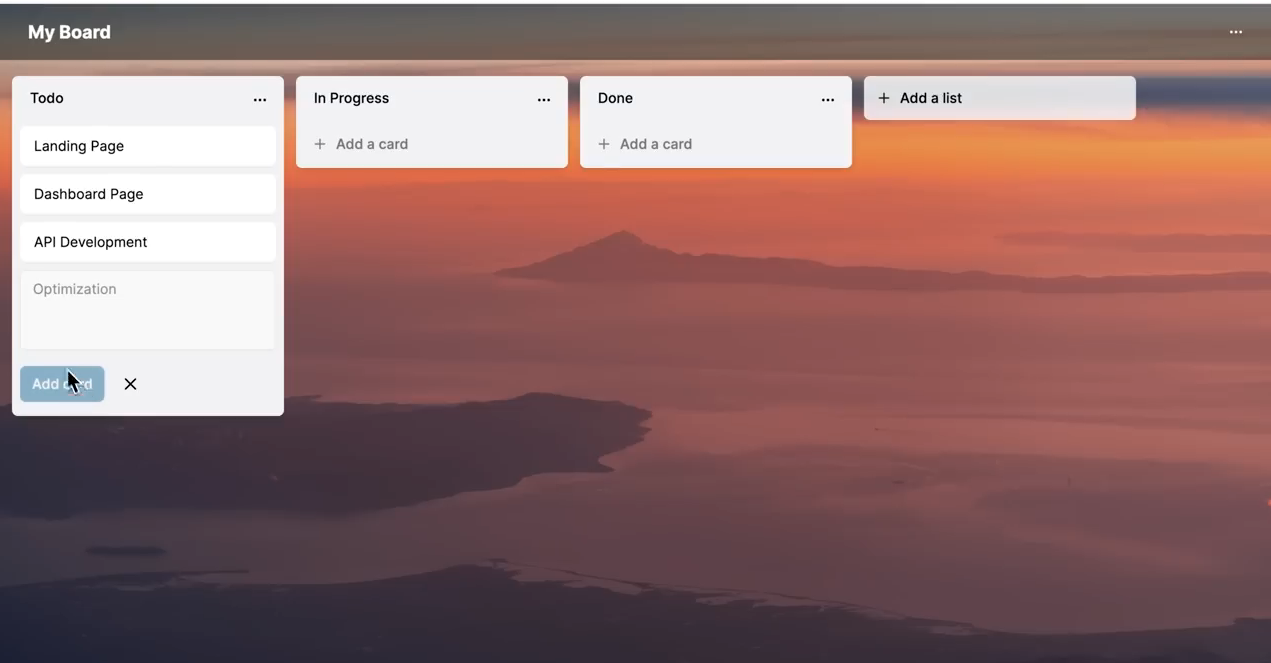 My Board
Todo
Landing Page
Dashboard Page
API Development
Optimization
Add card
In Progress
+ Add a card
Done
+ Add a card
+ Add a list